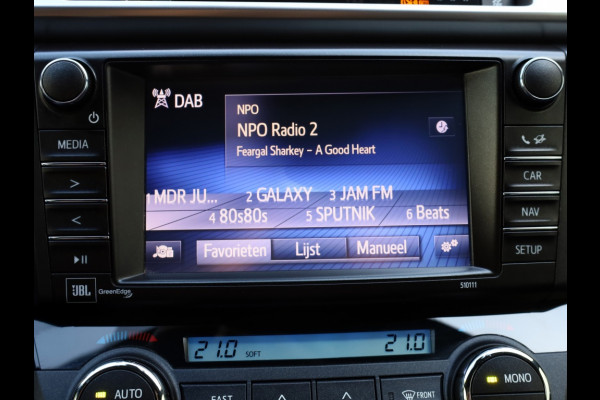 DAB
NPO
NPO Radio 2
Feargal Sharkey – A Good Heart
1 MDR JU... 2 GALAXY 3 JAM FM
4 80s80s 5 SPUTNIK 6 Beats
Favorieten Lijst Manueel
MEDIA
>
<
CAR
NAV
SETUP
JBL GreenEdge
510111
21.0 SOFT 21.0
AUTO
FAST
FRONT
MONO